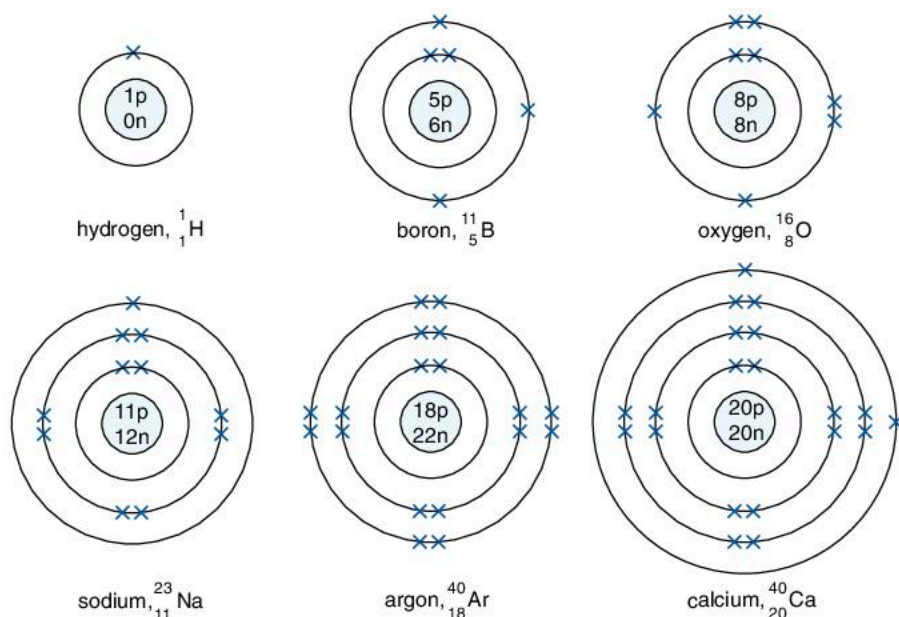 1p
0n
hydrogen, ¹₁H
5p
6n
boron, ¹¹₅B
8p
8n
oxygen, ¹⁶₈O
11p
12n
sodium, ²³₁₁Na
18p
22n
argon, ⁴⁰₁₈Ar
20p
20n
calcium, ⁴⁰₂₀Ca